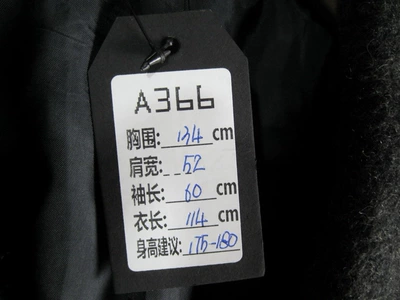 A366
胸围: 134 cm
肩宽: 52
袖长: 60 cm
衣长: 114 cm
身高建议: 175-180